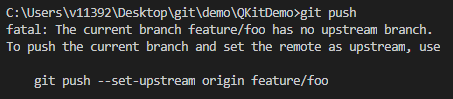 C:\Users\v11392\Desktop\git\demo\QKitDemo>git push
fatal: The current branch feature/foo has no upstream branch.
To push the current branch and set the remote as upstream, use
git push --set-upstream origin feature/foo